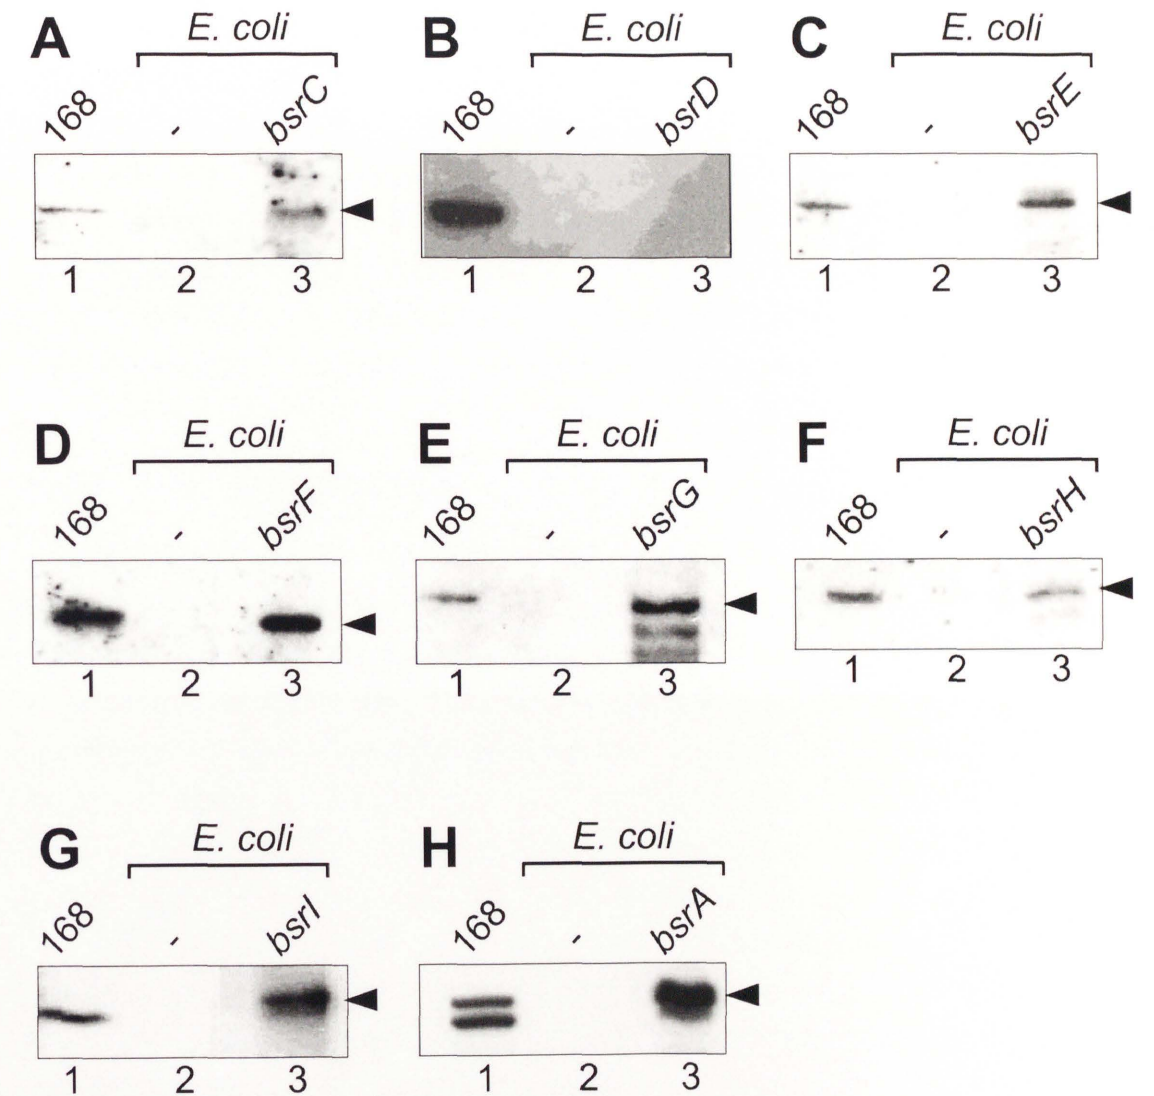 A E. coli B E. coli C E. coli
168 - bsrC 168 - bsrD 168 - bsrE
1 2 3 1 2 3 1 2 3
D E. coli E E. coli F E. coli
168 - bsrF 168 - bsrG 168 - bsrH
1 2 3 1 2 3 1 2 3
G E. coli H E. coli
168 - bsrI 168 - bsrA
1 2 3 1 2 3